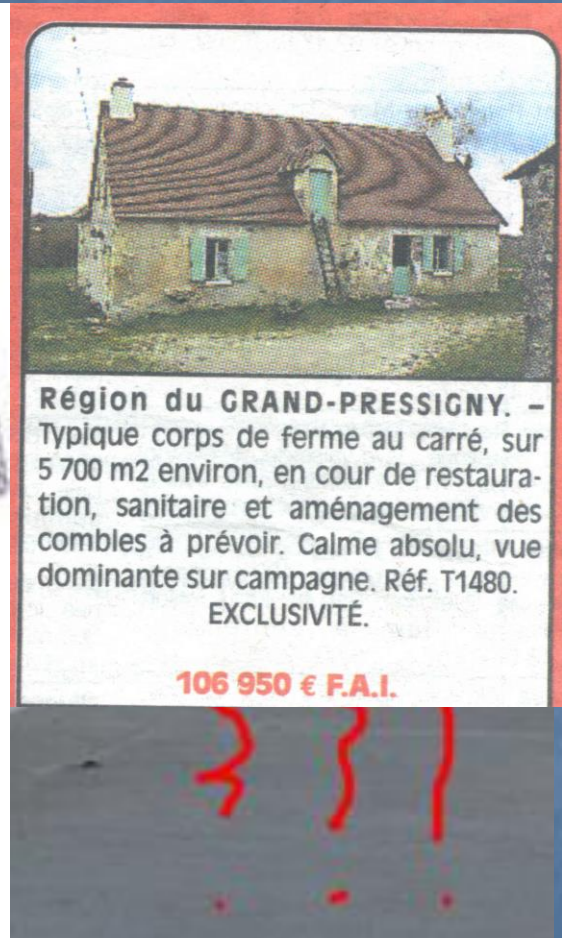 Région du GRAND-PRESSIGNY. –
Typique corps de ferme au carré, sur
5 700 m2 environ, en cour de restaura-
tion, sanitaire et aménagement des
combles à prévoir. Calme absolu, vue
dominante sur campagne. Réf. T1480.
EXCLUSIVITÉ.
106 950 € F.A.I.